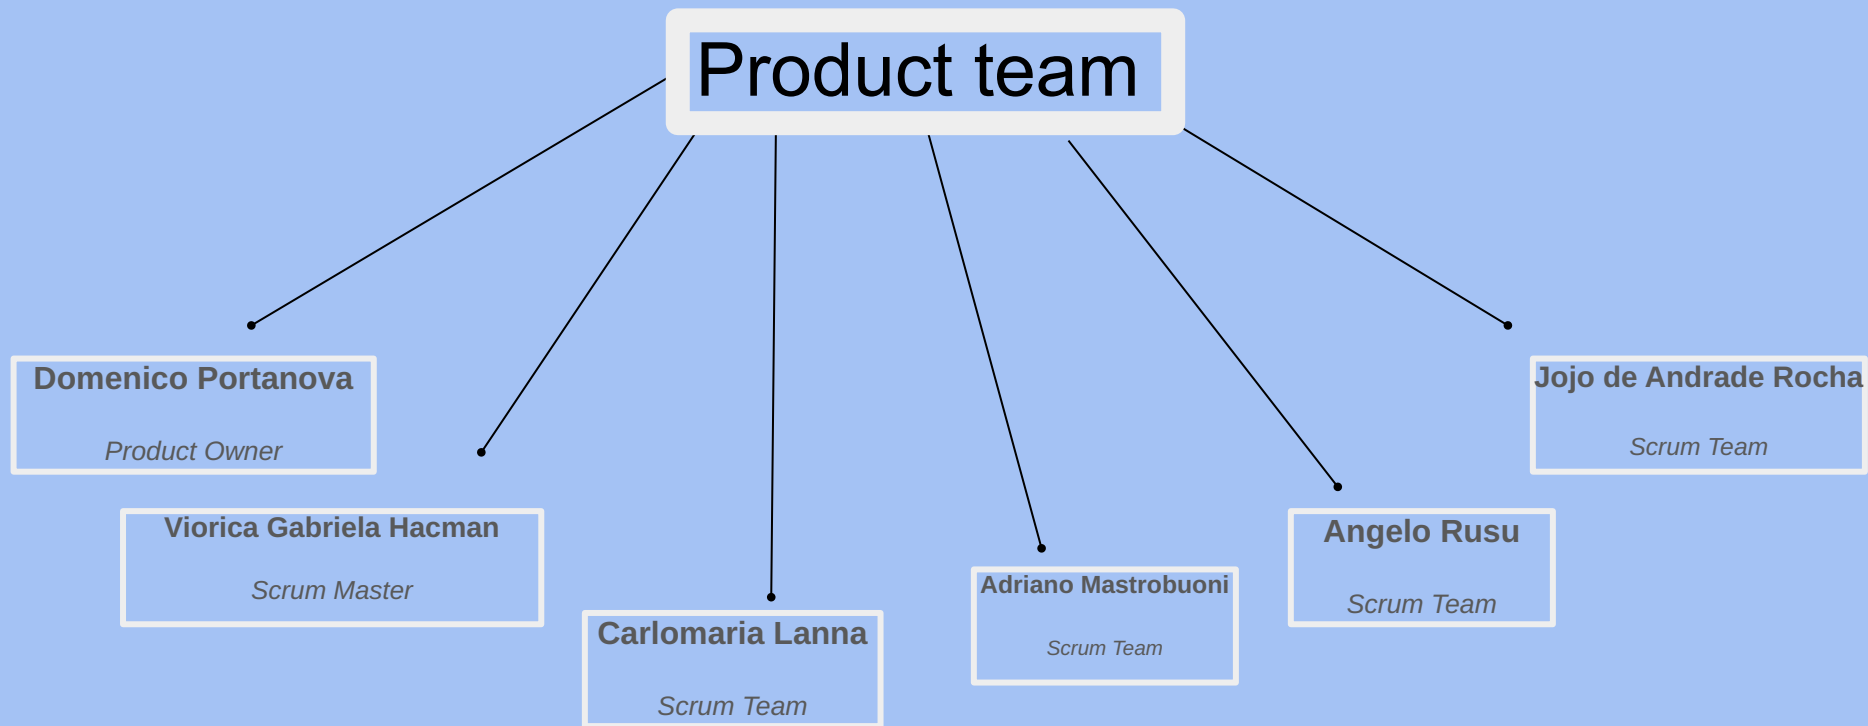 Product team
Domenico Portanova
Product Owner
Viorica Gabriela Hacman
Scrum Master
Carlomaria Lanna
Scrum Team
Adriano Mastrobuoni
Scrum Team
Angelo Rusu
Scrum Team
Jojo de Andrade Rocha
Scrum Team